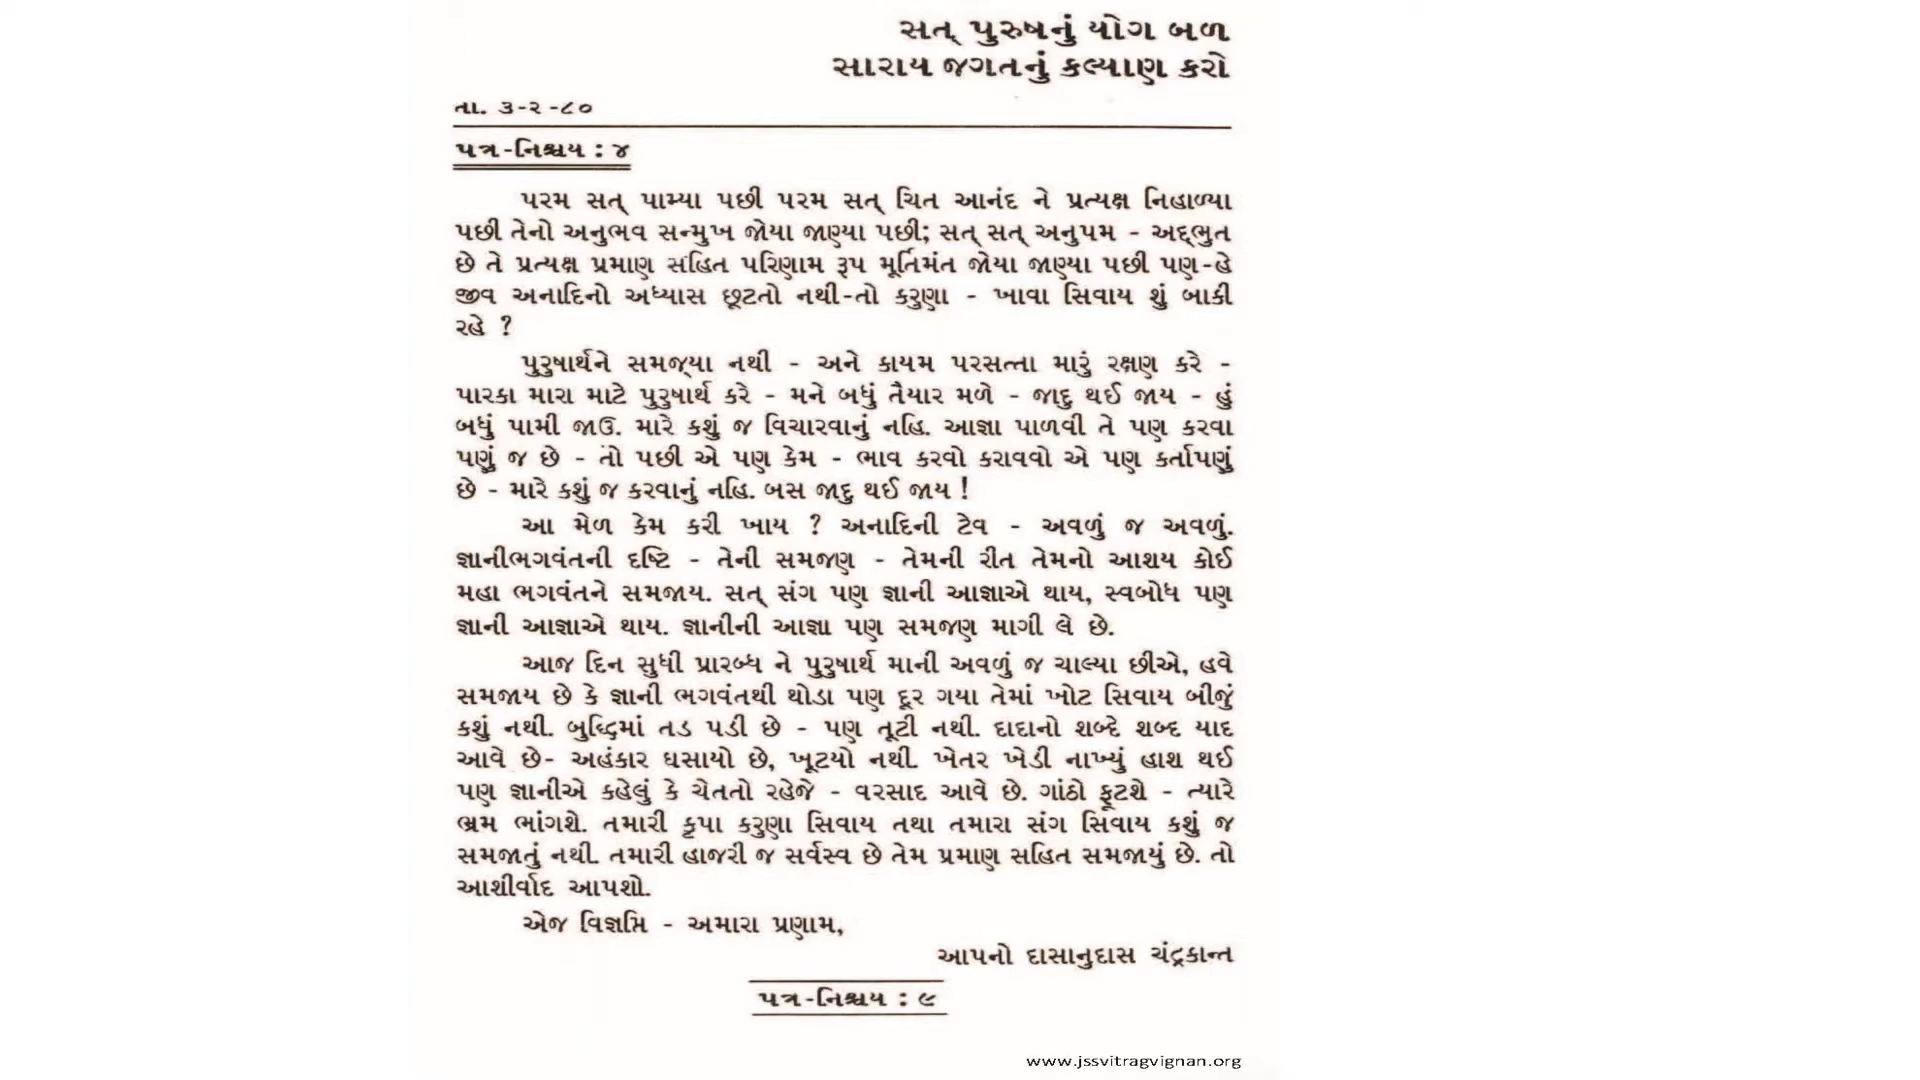 સત્ પુરુષનું યોગ બળ
સારાય જગતનું કલ્યાણ કરો
તા. ૩-૨-૮૦
પત્ર-નિશ્ચય : ૪
પરમ સત્ પામ્યા પછી પરમ સત્ ચિત આનંદ ને પ્રત્યક્ષ નિહાળ્યા
પછી તેનો અનુભવ સન્મુખ જોયા જાણ્યા પછી; સત્ સત્ અનુપમ - અદ્ભુત
છે તે પ્રત્યક્ષ પ્રમાણ સહિત પરિણામ રૂપ મૂર્તિમંત જોયા જાણ્યા પછી પણ-હે
જીવ અનાદિનો અધ્યાસ છૂટતો નથી-તો કરુણા - ખાવા સિવાય શું બાકી
રહે ?
પુરુષાર્થને સમજ્યા નથી - અને કાયમ પરસત્તા મારું રક્ષણ કરે -
પારકા મારા માટે પુરુષાર્થ કરે - મને બધું તૈયાર મળે - જાદુ થઈ જાય - હું
બધું પામી જાઉ. મારે કશું જ વિચારવાનું નહિ. આજ્ઞા પાળવી તે પણ કરવા
પણું જ છે - તો પછી એ પણ કેમ - ભાવ કરવો કરાવવો એ પણ કર્તાપણું
છે - મારે કશું જ કરવાનું નહિ. બસ જાદુ થઈ જાય !
આ મેળ કેમ કરી ખાય ? અનાદિની ટેવ - અવળું જ અવળું.
જ્ઞાનીભગવંતની દષ્ટિ - તેની સમજણ - તેમની રીત તેમનો આશય કોઈ
મહા ભગવંતને સમજાય. સત્ સંગ પણ જ્ઞાની આજ્ઞાએ થાય, સ્વબોધ પણ
જ્ઞાની આજ્ઞાએ થાય. જ્ઞાનીની આજ્ઞા પણ સમજણ માગી લે છે.
આજ દિન સુધી પ્રારબ્ધ ને પુરુષાર્થ માની અવળું જ ચાલ્યા છીએ, હવે
સમજાય છે કે જ્ઞાની ભગવંતથી થોડા પણ દૂર ગયા તેમાં ખોટ સિવાય બીજું
કશું નથી. બુદ્ધિમાં તડ પડી છે - પણ તૂટી નથી. દાદાનો શબ્દે શબ્દ યાદ
આવે છે- અહંકાર ઘસાયો છે, ખૂટયો નથી. ખેતર ખેડી નાખ્યું હાશ થઈ
પણ જ્ઞાનીએ કહેલું કે ચેતતો રહેજે - વરસાદ આવે છે. ગાંઠો ફૂટશે - ત્યારે
ભ્રમ ભાંગશે. તમારી કૃપા કરુણા સિવાય તથા તમારા સંગ સિવાય કશું જ
સમજાતું નથી. તમારી હાજરી જ સર્વસ્વ છે તેમ પ્રમાણ સહિત સમજાયું છે. તો
આશીર્વાદ આપશો.
એજ વિજ્ઞપ્તિ - અમારા પ્રણામ,
આપનો દાસાનુદાસ ચંદ્રકાન્ત
પત્ર-નિશ્ચય : ૯
www.jssvitragvignan.org